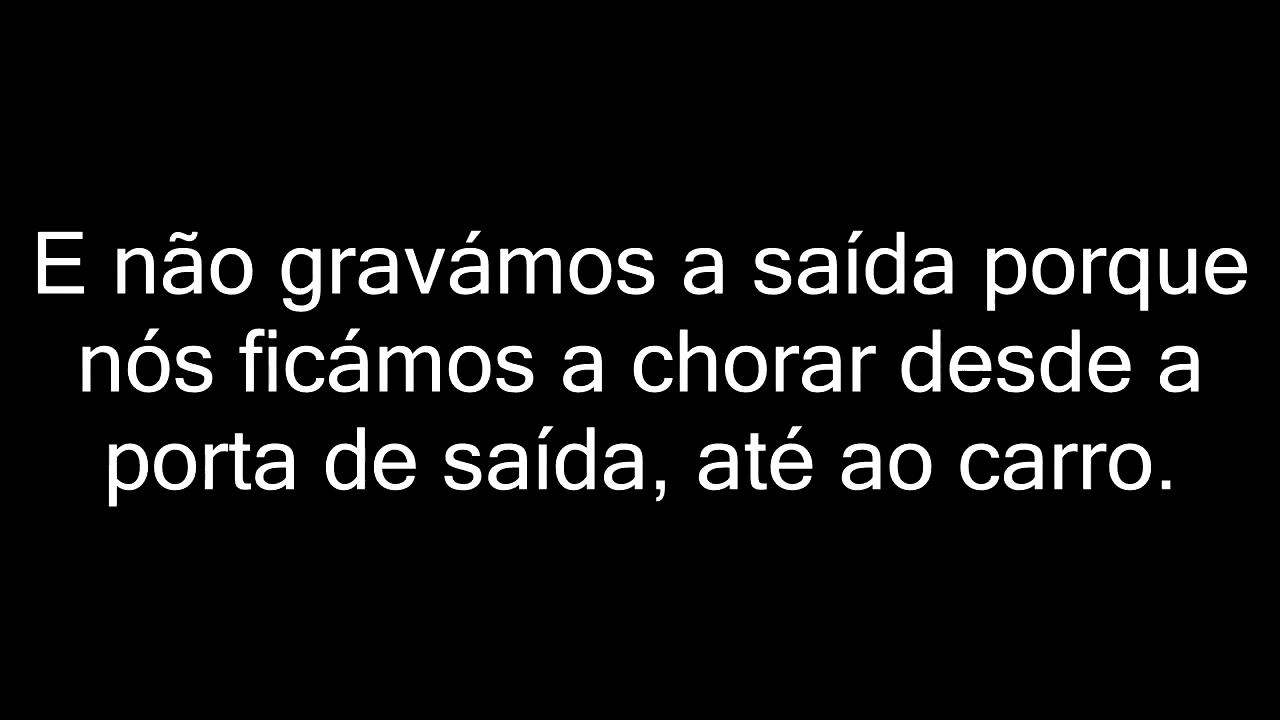 E não gravámos a saída porque
nós ficámos a chorar desde a
porta de saída, até ao carro.